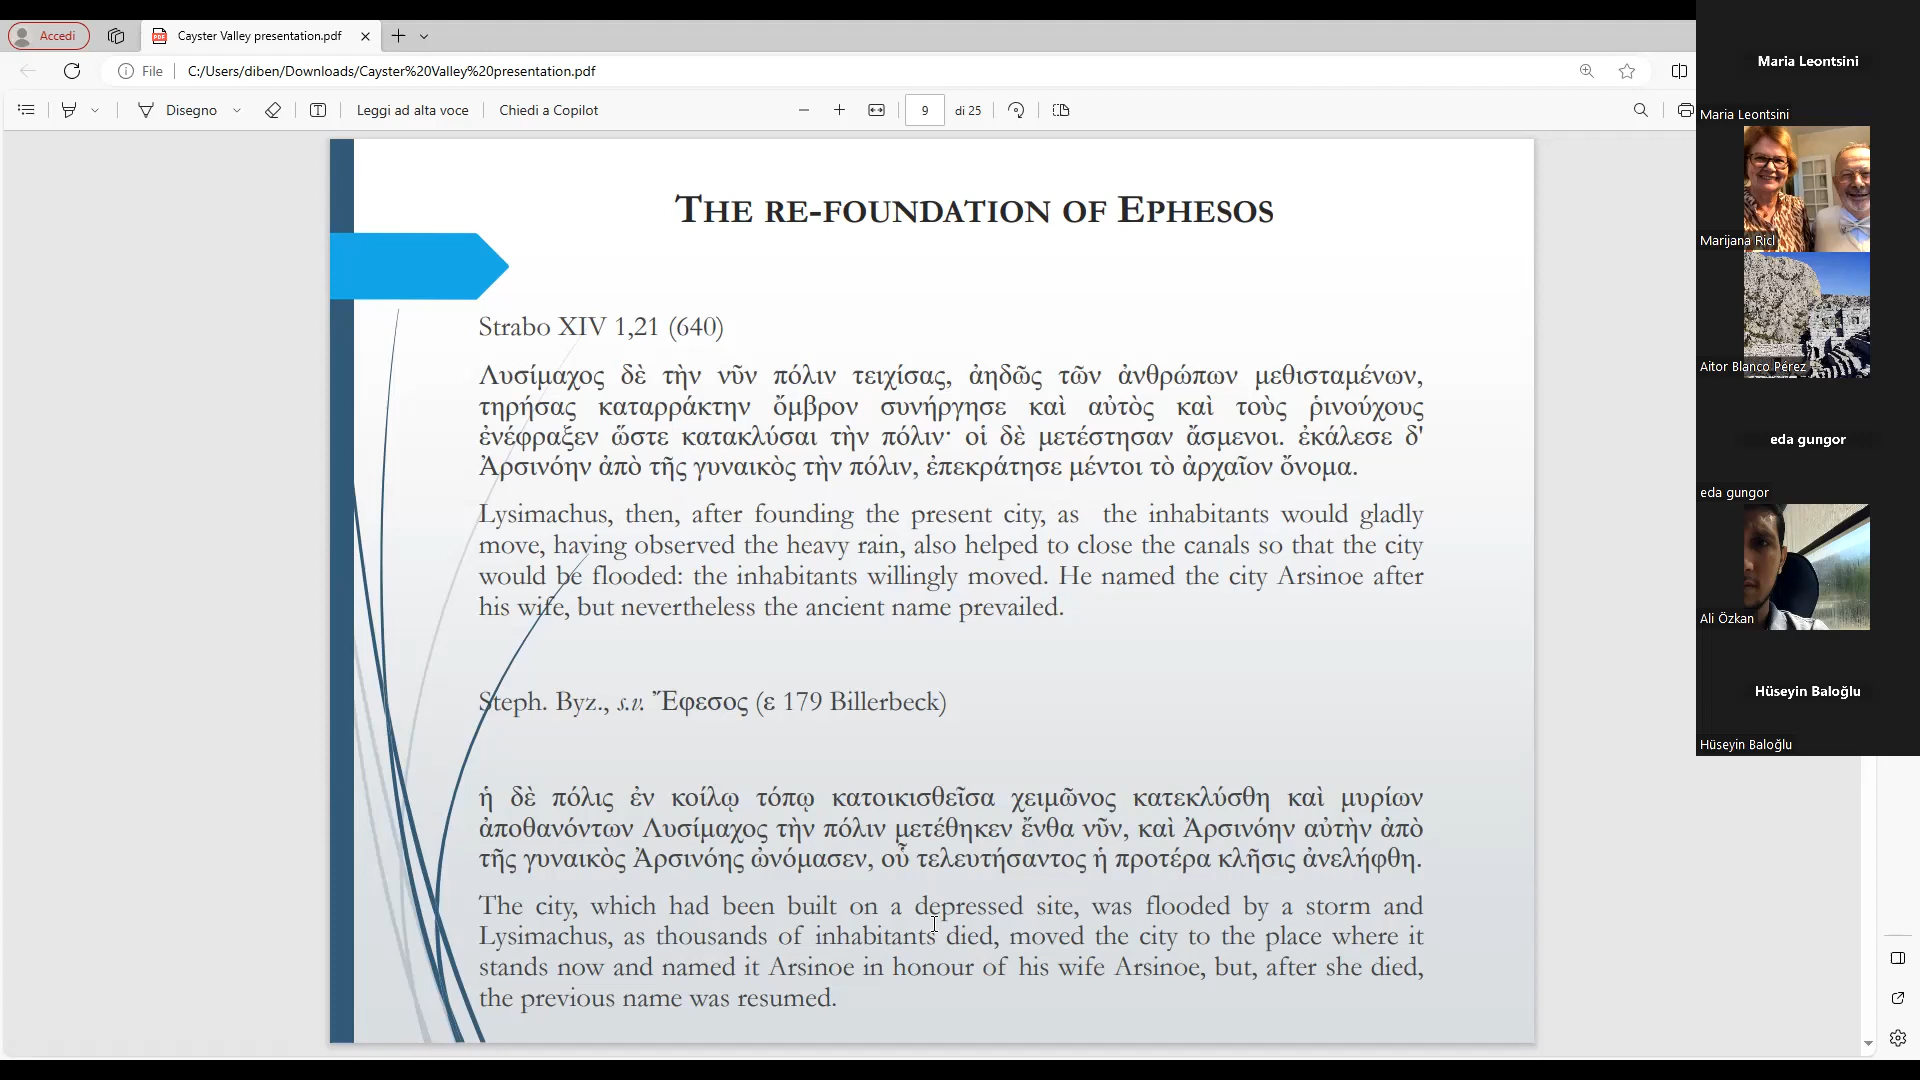 Accedi
Cayster Valley presentation.pdf
File C:/Users/diben/Downloads/Cayster%20Valley%20presentation.pdf
Disegno Leggi ad alta voce Chiedi a Copilot 9 di 25
THE RE-FOUNDATION OF EPHESOS
Strabo XIV 1,21 (640)
Λυσίμαχος δὲ τὴν νῦν πόλιν τειχίσας, ἀηδῶς τῶν ἀνθρώπων μεθισταμένων,
τηρήσας καταρράκτην ὄμβρον συνήργησε καὶ αὐτὸς καὶ τοὺς ῥινούχους
ἐνέφραξεν ὥστε κατακλύσαι τὴν πόλιν· οἱ δὲ μετέστησαν ἄσμενοι. ἐκάλεσε δ'
Ἀρσινόην ἀπὸ τῆς γυναικὸς τὴν πόλιν, ἐπεκράτησε μέντοι τὸ ἀρχαῖον ὄνομα.
Lysimachus, then, after founding the present city, as the inhabitants would gladly
move, having observed the heavy rain, also helped to close the canals so that the city
would be flooded: the inhabitants willingly moved. He named the city Arsinoe after
his wife, but nevertheless the ancient name prevailed.
Steph. Byz., s.v. Ἔφεσος (ε 179 Billerbeck)
ἡ δὲ πόλις ἐν κοίλῳ τόπῳ κατοικισθεῖσα χειμῶνος κατεκλύσθη καὶ μυρίων
ἀποθανόντων Λυσίμαχος τὴν πόλιν μετέθηκεν ἔνθα νῦν, καὶ Ἀρσινόην αὐτὴν ἀπὸ
τῆς γυναικὸς Ἀρσινόης ὠνόμασεν, οὗ τελευτήσαντος ἡ προτέρα κλῆσις ἀνελήφθη.
The city, which had been built on a depressed site, was flooded by a storm and
Lysimachus, as thousands of inhabitants died, moved the city to the place where it
stands now and named it Arsinoe in honour of his wife Arsinoe, but, after she died,
the previous name was resumed.
Maria Leontsini
Maria Leontsini
Marijana Ricl
Aitor Blanco Pérez
eda gungor
eda gungor
Ali Özkan
Hüseyin Baloğlu
Hüseyin Baloğlu